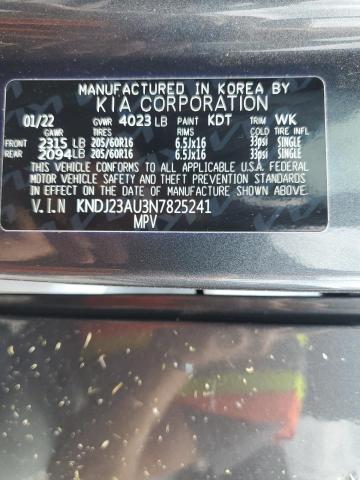 MANUFACTURED IN KOREA BY
KIA CORPORATION
01/22 GVWR 4023 LB PAINT KDT TRIM WK
GAWR TIRES RIMS COLD TIRE INF.
FRONT 2315 LB 205/60R16 6.5Jx16 33psi SINGLE
REAR 2094 LB 205/60R16 6.5Jx16 33psi SINGLE
THIS VEHICLE CONFORMS TO ALL APPLICABLE U.S.A. FEDERAL
MOTOR VEHICLE SAFETY AND THEFT PREVENTION STANDARDS
IN EFFECT ON THE DATE OF MANUFACTURE SHOWN ABOVE.
V.I.N KNDJ23AU3N7825241
MPV